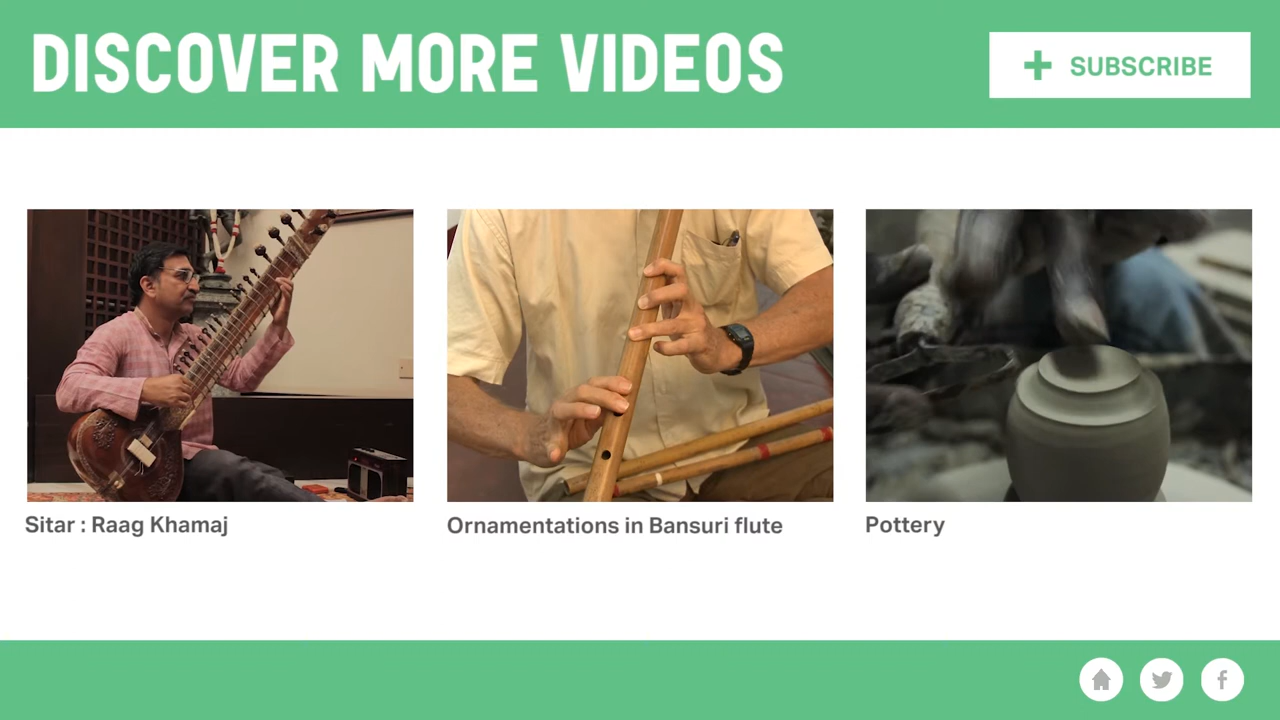 DISCOVER MORE VIDEOS
+ SUBSCRIBE
Sitar : Raag Khamaj
Ornamentations in Bansuri flute
Pottery